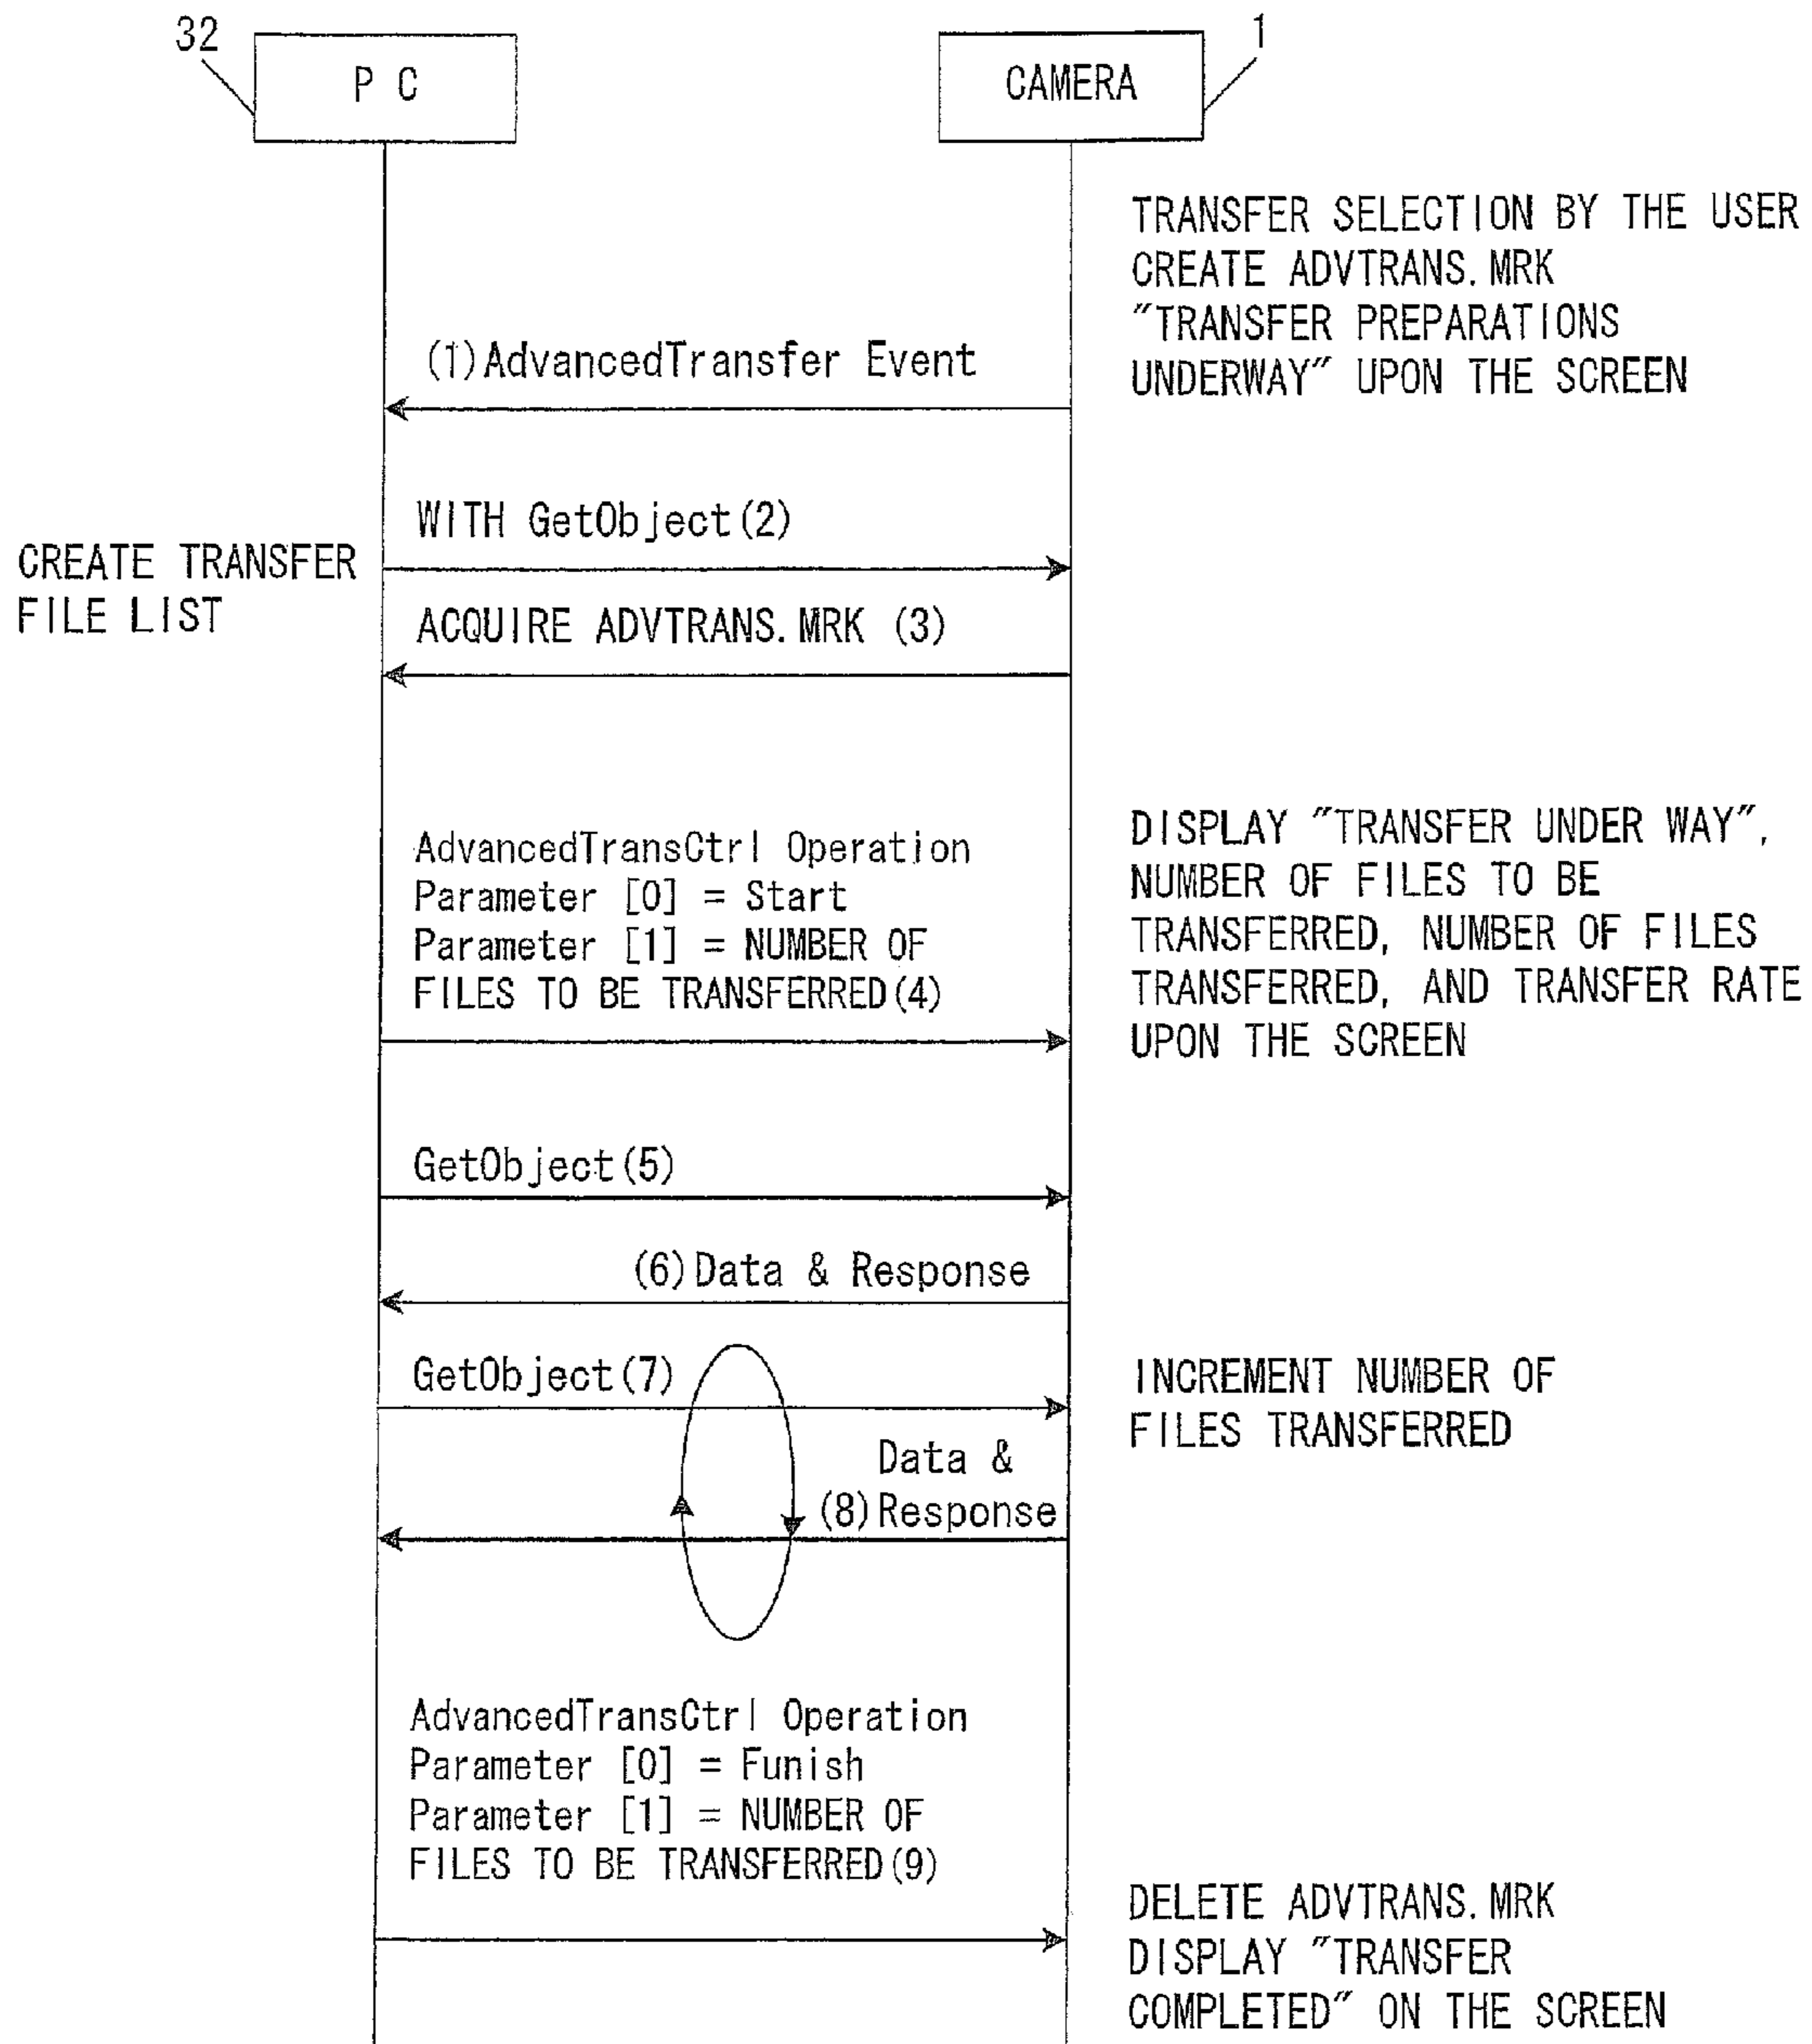 32
1
P C
CAMERA
TRANSFER SELECTION BY THE USER
CREATE ADVTRANS.MRK
"TRANSFER PREPARATIONS
UNDERWAY" UPON THE SCREEN
(1)AdvancedTransfer Event
WITH GetObject(2)
CREATE TRANSFER
FILE LIST
ACQUIRE ADVTRANS.MRK (3)
AdvancedTransCtrl Operation
Parameter [0] = Start
Parameter [1] = NUMBER OF
FILES TO BE TRANSFERRED(4)
DISPLAY "TRANSFER UNDER WAY",
NUMBER OF FILES TO BE
TRANSFERRED, NUMBER OF FILES
TRANSFERRED, AND TRANSFER RATE
UPON THE SCREEN
GetObject(5)
(6)Data & Response
GetObject(7)
INCREMENT NUMBER OF
FILES TRANSFERRED
Data &
(8)Response
AdvancedTransCtrl Operation
Parameter [0] = Funish
Parameter [1] = NUMBER OF
FILES TO BE TRANSFERRED(9)
DELETE ADVTRANS.MRK
DISPLAY "TRANSFER
COMPLETED" ON THE SCREEN